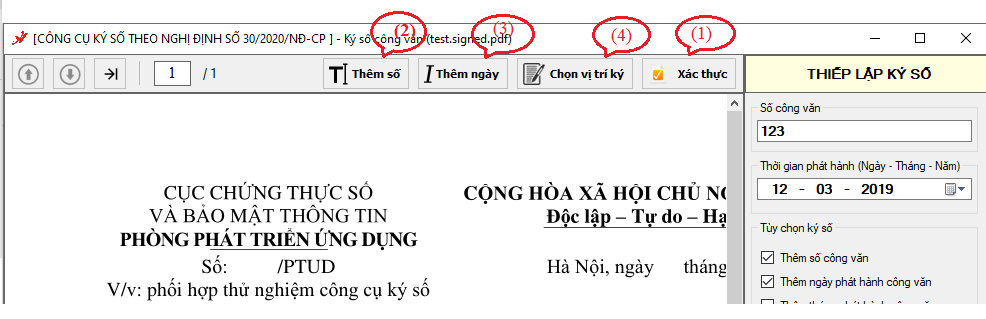 (2) (3) (4) (1)
[CÔNG CỤ KÝ SỐ THEO NGHỊ ĐỊNH SỐ 30/2020/NĐ-CP ] - Ký số công văn (test.signed.pdf)
1 / 1 Thêm số Thêm ngày Chọn vị trí ký Xác thực
THIẾP LẬP KÝ SỐ
Số công văn
123
Thời gian phát hành (Ngày - Tháng - Năm)
12 - 03 - 2019
Tùy chọn ký số
Thêm số công văn
Thêm ngày phát hành công văn
CỤC CHỨNG THỰC SỐ
VÀ BẢO MẬT THÔNG TIN
PHÒNG PHÁT TRIỂN ỨNG DỤNG
Số: /PTUD
V/v: phối hợp thử nghiệm công cụ ký số
CỘNG HÒA XÃ HỘI CHỦ NG
Độc lập – Tự do – Hạ
Hà Nội, ngày tháng